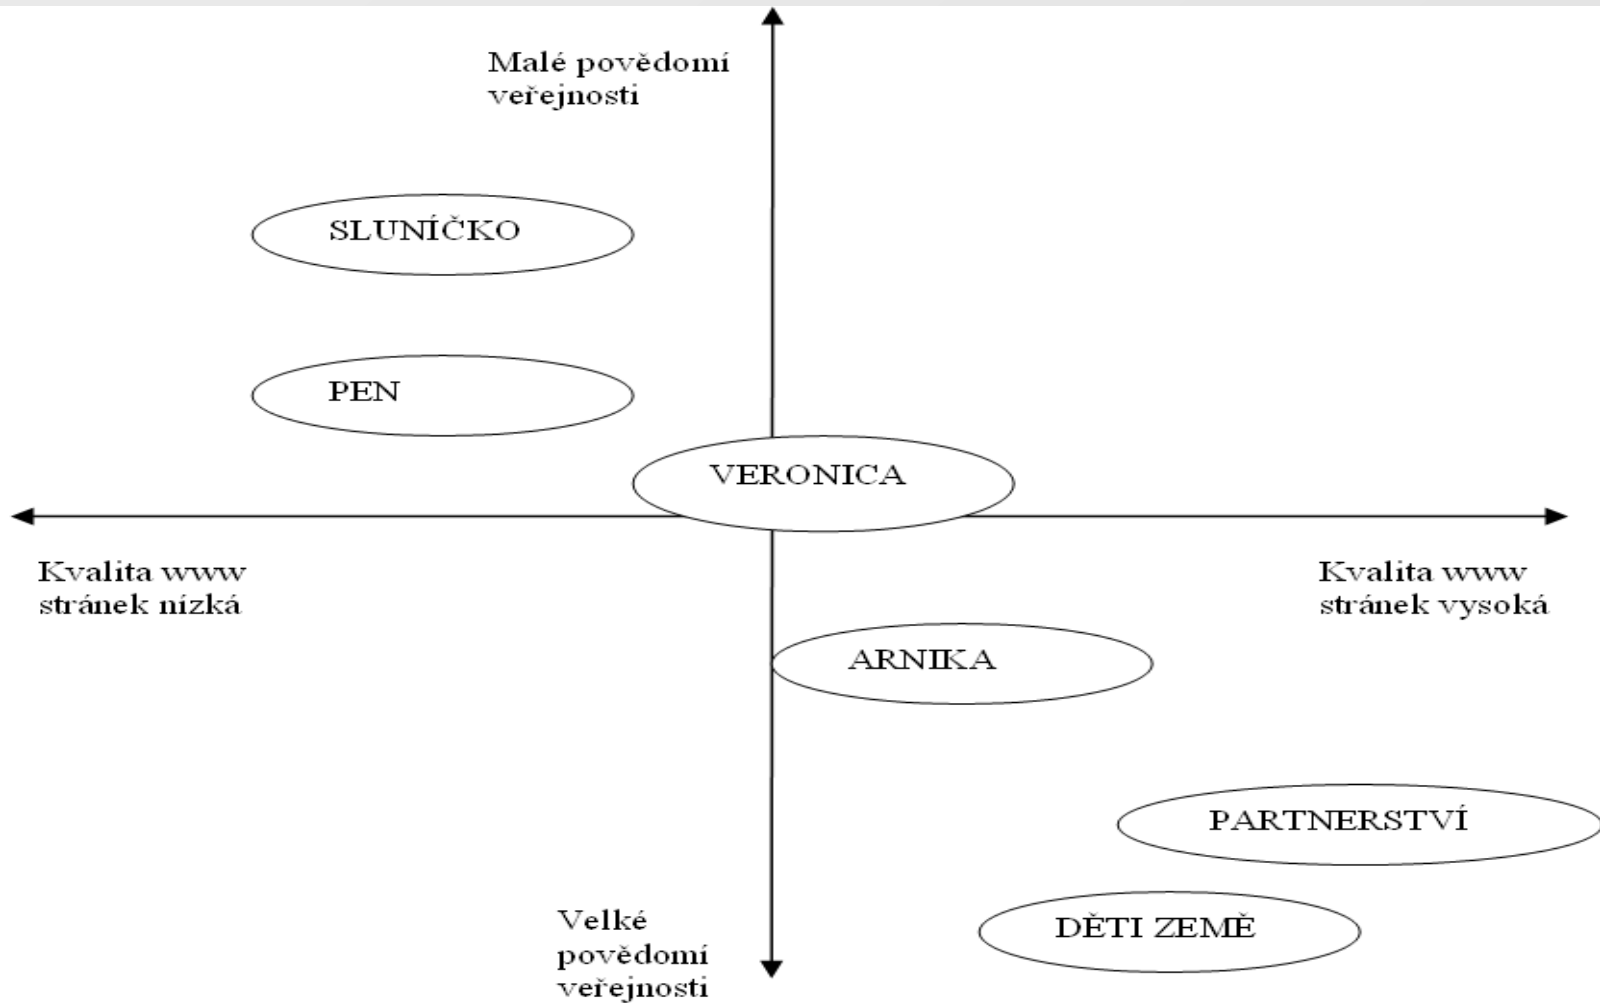 Malé povědomí
veřejnosti
SLUNÍČKO
PEN
VERONICA
Kvalita www
stránek nízká
Kvalita www
stránek vysoká
ARNIKA
PARTNERSTVÍ
DĚTI ZEMĚ
Velké
povědomí
veřejnosti